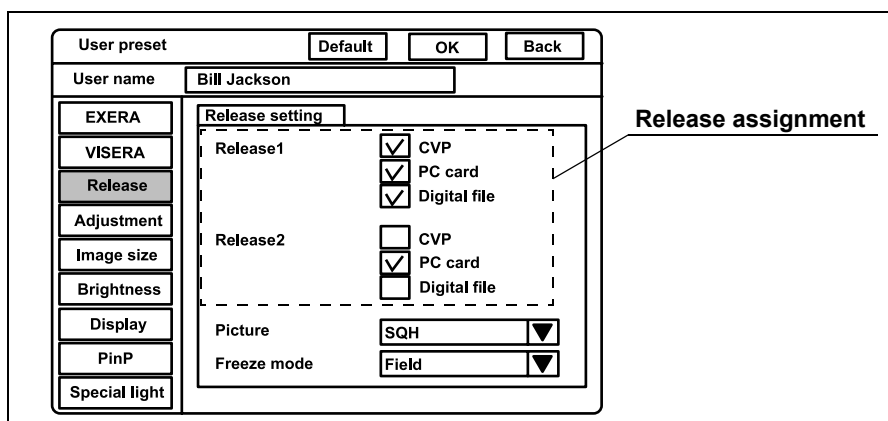 User preset Default OK Back
User name Bill Jackson
EXERA
VISERA
Release
Adjustment
Image size
Brightness
Display
PinP
Special light
Release setting
Release1 CVP
PC card
Digital file
Release2 CVP
PC card
Digital file
Picture SQH
Freeze mode Field
Release assignment